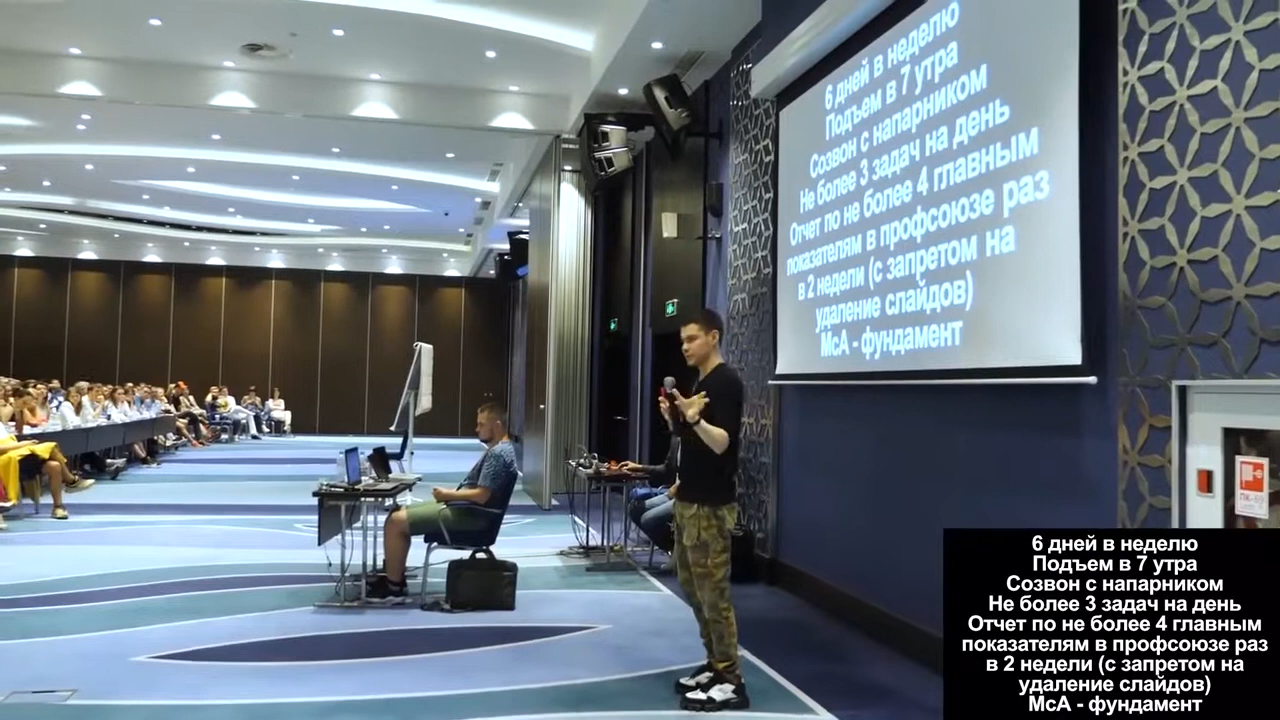 6 дней в неделю
Подъем в 7 утра
Созвон с напарником
Не более 3 задач на день
Отчет по не более 4 главным
показателям в профсоюзе раз
в 2 недели (с запретом на
удаление слайдов)
МсА - фундамент
6 дней в неделю
Подъем в 7 утра
Созвон с напарником
Не более 3 задач на день
Отчет по не более 4 главным
показателям в профсоюзе раз
в 2 недели (с запретом на
удаление слайдов)
МсА - фундамент